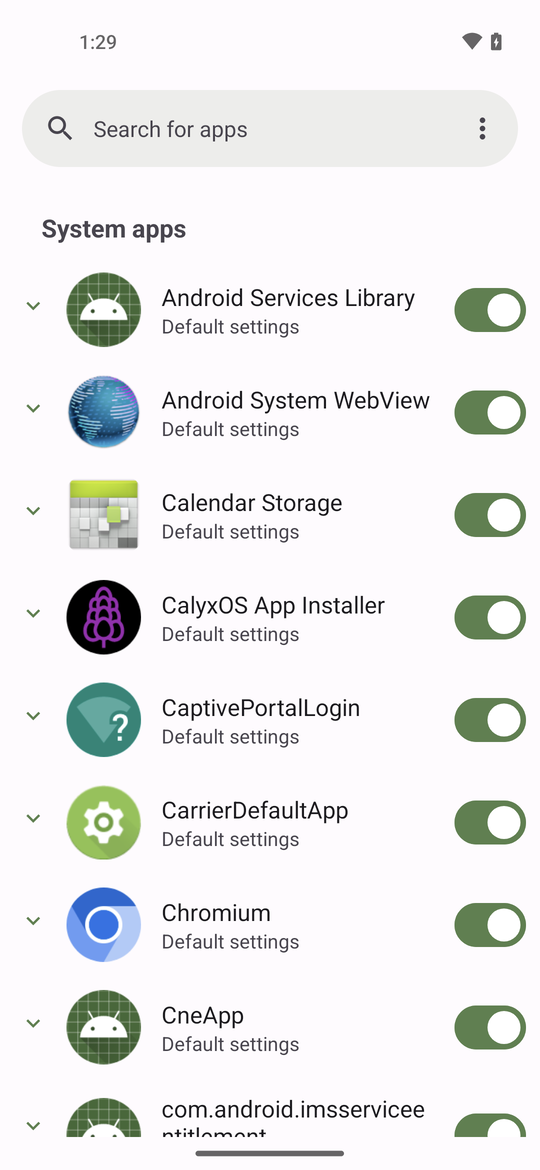 1:29
Search for apps
System apps
Android Services Library
Default settings
Android System WebView
Default settings
Calendar Storage
Default settings
CalyxOS App Installer
Default settings
CaptivePortalLogin
Default settings
CarrierDefaultApp
Default settings
Chromium
Default settings
CneApp
Default settings
com.android.imsservicee
ntitlement